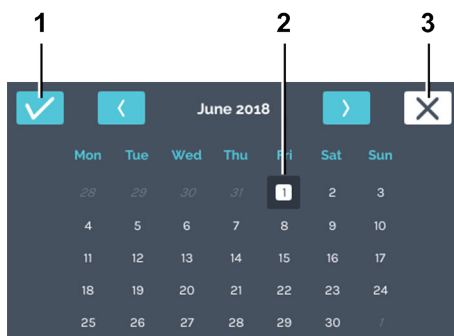 1 2 3
June 2018
Mon Tue Wed Thu Fri Sat Sun
28 29 30 31 1 2 3
4 5 6 7 8 9 10
11 12 13 14 15 16 17
18 19 20 21 22 23 24
25 26 27 28 29 30 1